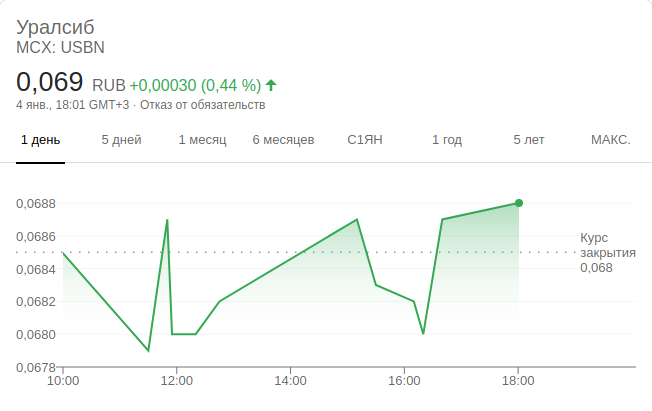 Уралсиб
MCX: USBN
0,069 RUB +0,00030 (0,44 %)
4 янв., 18:01 GMT+3 · Отказ от обязательств
1 день 5 дней 1 месяц 6 месяцев С1ЯН 1 год 5 лет МАКС.
0,0688
0,0686
0,0684
0,0682
0,0680
0,0678
Курс
закрытия
0,068
10:00 12:00 14:00 16:00 18:00